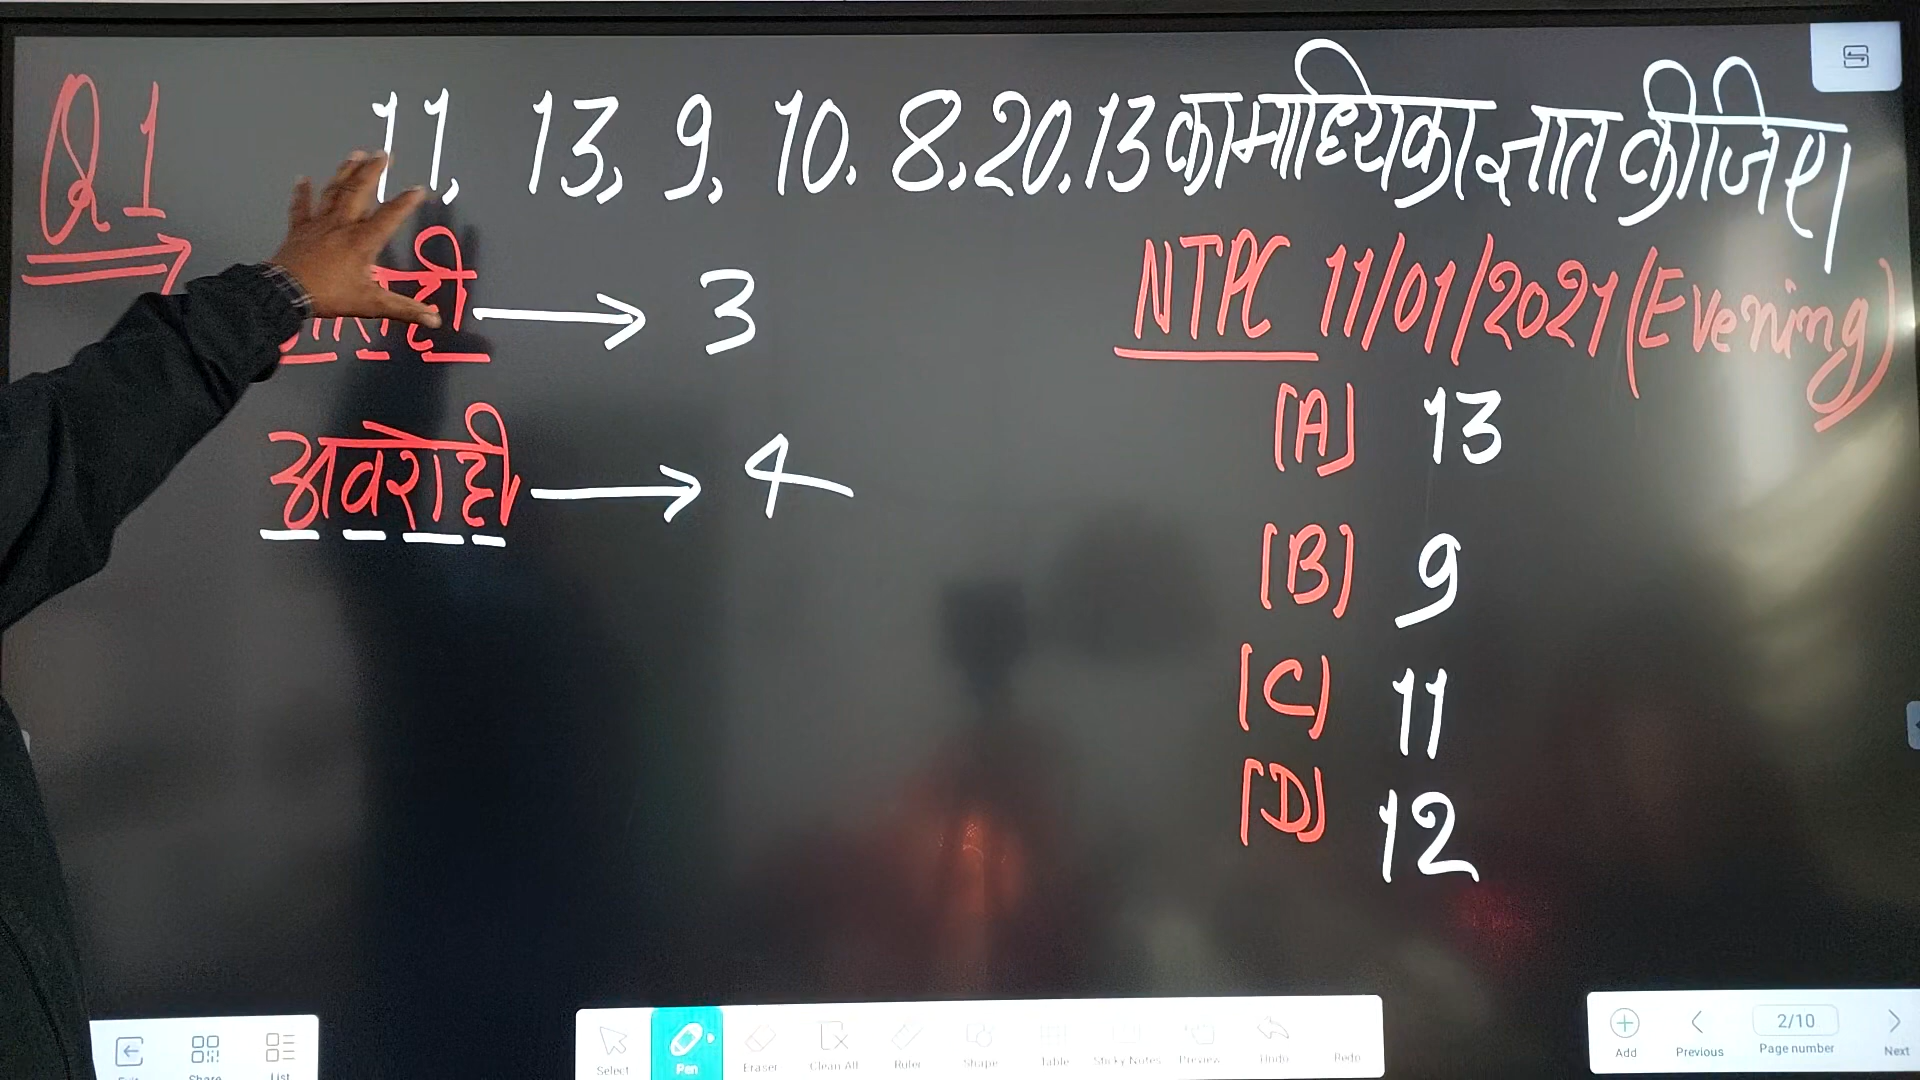 Q1 11, 13, 9, 10, 8, 20, 13 का माध्यिका ज्ञात कीजिए।
NTPC 11/01/2021 (Evening)
→ 3
[A] 13
अवरोही → 4
[B] 9
[C] 11
[D] 12
Share
List
Select
Pen
Eraser
Clean All
Ruler
Shape
Table
Sticky Notes
Preview
Undo
Redo
Add
Previous
2/10
Page number
Next